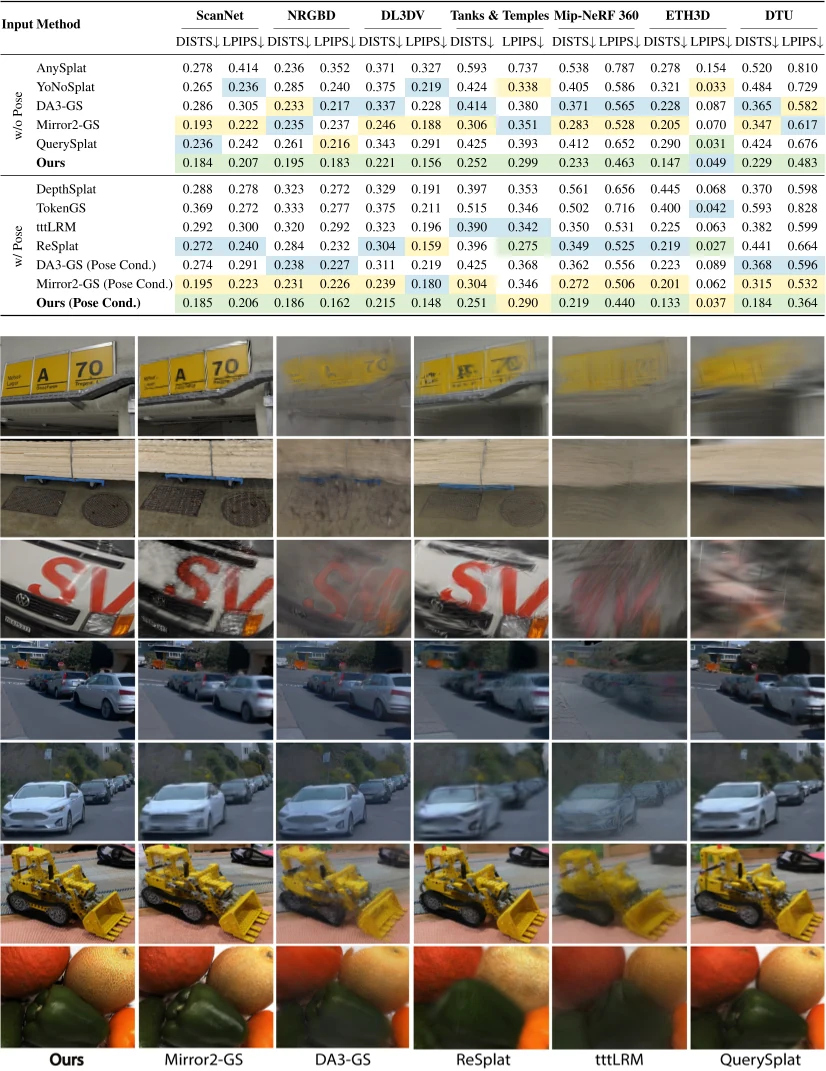 Input Method ScanNet NRGBD DL3DV Tanks & Temples Mip-NeRF 360 ETH3D DTU
DISTS↓ LPIPS↓ DISTS↓ LPIPS↓ DISTS↓ LPIPS↓ DISTS↓ LPIPS↓ DISTS↓ LPIPS↓ DISTS↓ LPIPS↓ DISTS↓ LPIPS↓
w/o Pose
AnySplat 0.278 0.414 0.236 0.352 0.371 0.327 0.593 0.737 0.538 0.787 0.278 0.154 0.520 0.810
YoNoSplat 0.265 0.236 0.285 0.240 0.375 0.219 0.424 0.338 0.405 0.586 0.321 0.033 0.484 0.729
DA3-GS 0.286 0.305 0.233 0.217 0.337 0.228 0.414 0.380 0.371 0.565 0.228 0.087 0.365 0.582
Mirror2-GS 0.193 0.222 0.235 0.237 0.246 0.188 0.306 0.351 0.283 0.528 0.205 0.070 0.347 0.617
QuerySplat 0.236 0.242 0.261 0.216 0.343 0.291 0.425 0.393 0.412 0.652 0.290 0.031 0.424 0.676
Ours 0.184 0.207 0.195 0.183 0.221 0.156 0.252 0.299 0.233 0.463 0.147 0.049 0.229 0.483
w/ Pose
DepthSplat 0.288 0.278 0.323 0.272 0.329 0.191 0.397 0.353 0.561 0.656 0.445 0.068 0.370 0.598
TokenGS 0.369 0.272 0.333 0.277 0.375 0.211 0.515 0.346 0.502 0.716 0.400 0.042 0.593 0.828
tttLRM 0.292 0.300 0.320 0.292 0.323 0.196 0.390 0.342 0.350 0.531 0.225 0.063 0.382 0.599
ReSplat 0.272 0.240 0.284 0.232 0.304 0.159 0.396 0.275 0.349 0.525 0.219 0.027 0.441 0.664
DA3-GS (Pose Cond.) 0.274 0.291 0.238 0.227 0.311 0.219 0.425 0.368 0.362 0.556 0.223 0.089 0.368 0.596
Mirror2-GS (Pose Cond.) 0.195 0.223 0.231 0.226 0.239 0.180 0.304 0.346 0.272 0.506 0.201 0.062 0.315 0.532
Ours (Pose Cond.) 0.185 0.206 0.186 0.162 0.215 0.148 0.251 0.290 0.219 0.440 0.133 0.037 0.184 0.364
A 70 A 70 70 70
SV SV SV SV
Ours Mirror2-GS DA3-GS ReSplat tttLRM QuerySplat